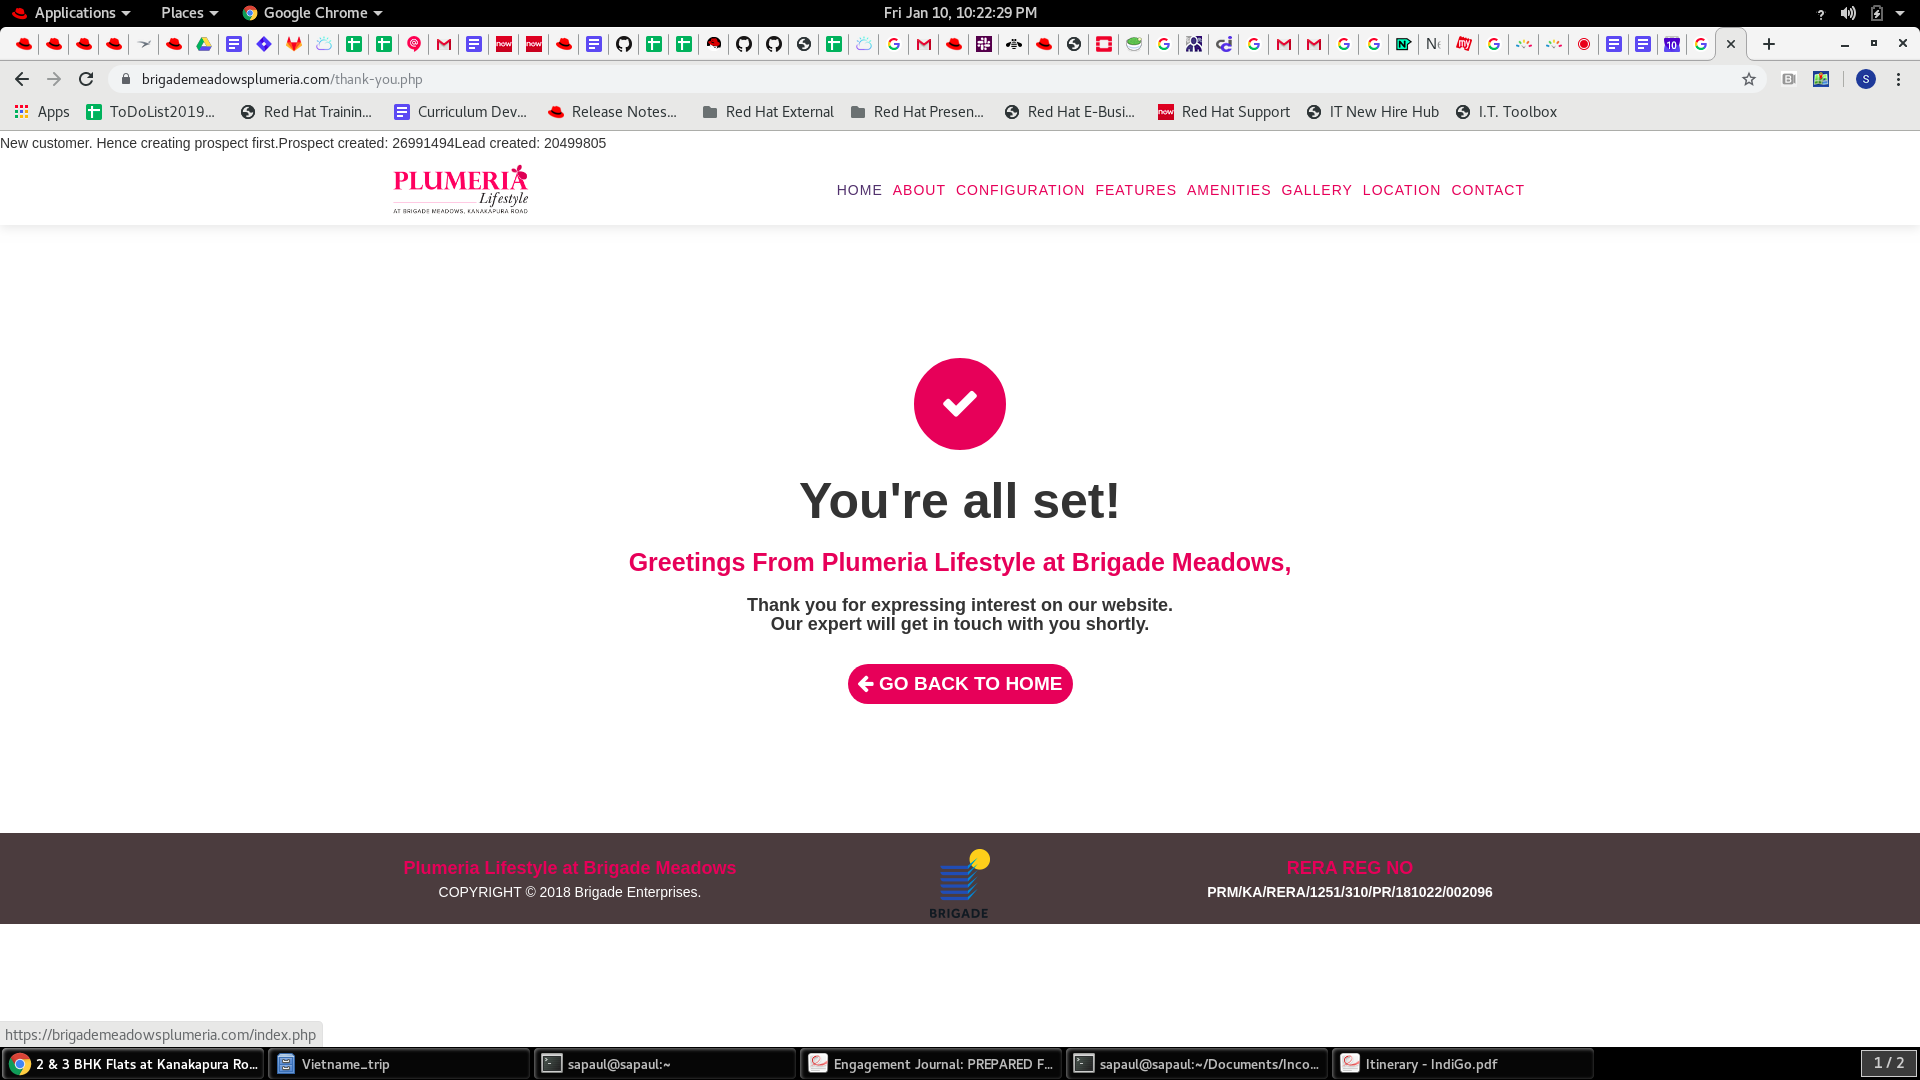 Applications
Places
Google Chrome
Fri Jan 10, 10:22:29 PM
brigademeadowsplumeria.com/thank-you.php
Apps
ToDoList2019...
Red Hat Trainin...
Curriculum Dev...
Release Notes...
Red Hat External
Red Hat Presen...
Red Hat E-Busi...
Red Hat Support
IT New Hire Hub
I.T. Toolbox
New customer. Hence creating prospect first.Prospect created: 26991494Lead created: 20499805
PLUMERIA
Lifestyle
AT BRIGADE MEADOWS, KANAKAPURA ROAD
HOME ABOUT CONFIGURATION FEATURES AMENITIES GALLERY LOCATION CONTACT
You're all set!
Greetings From Plumeria Lifestyle at Brigade Meadows,
Thank you for expressing interest on our website.
Our expert will get in touch with you shortly.
GO BACK TO HOME
Plumeria Lifestyle at Brigade Meadows
COPYRIGHT © 2018 Brigade Enterprises.
BRIGADE
RERA REG NO
PRM/KA/RERA/1251/310/PR/181022/002096
https://brigademeadowsplumeria.com/index.php
2 & 3 BHK Flats at Kanakapura Ro...
Vietname_trip
sapaul@sapaul:~
Engagement Journal: PREPARED F...
sapaul@sapaul:~/Documents/Inco...
Itinerary - IndiGo.pdf
1 / 2